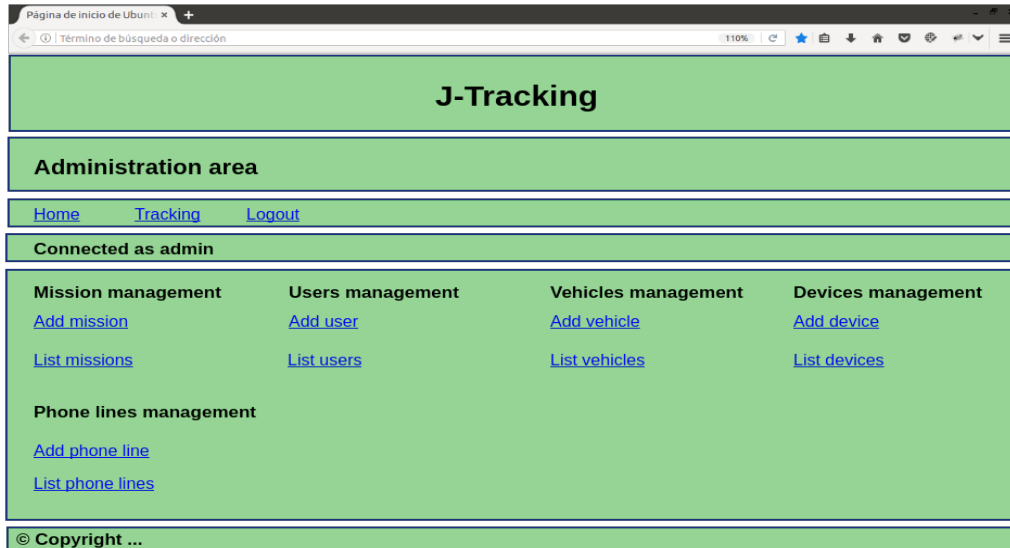 Página de inicio de Ubunt
Término de búsqueda o dirección
110%
J-Tracking
Administration area
Home Tracking Logout
Connected as admin
Mission management Users management Vehicles management Devices management
Add mission Add user Add vehicle Add device
List missions List users List vehicles List devices
Phone lines management
Add phone line
List phone lines
© Copyright ...